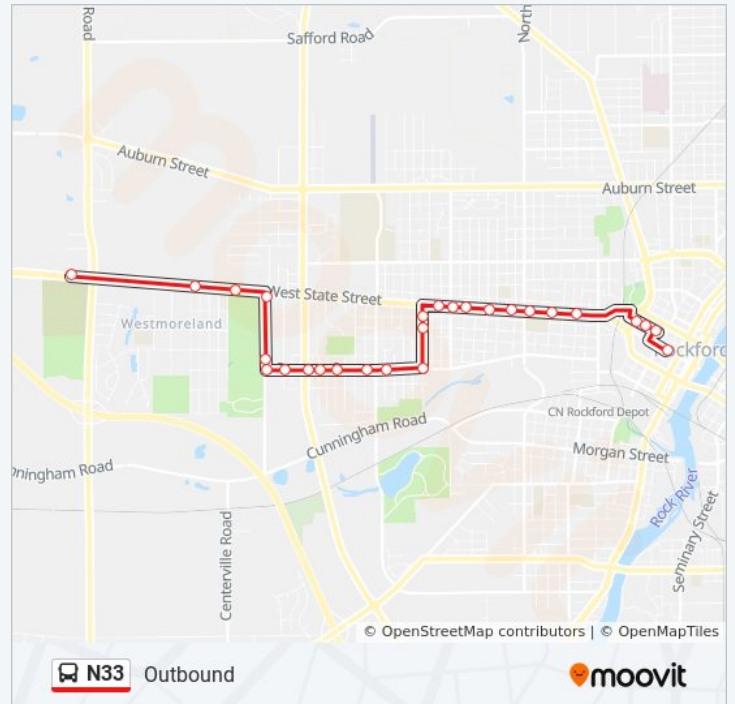 Road
Safford Road
North
Auburn Street
Auburn Street
West State Street
Westmoreland
Rockford
CN Rockford Depot
Cunningham Road
Morgan Street
nningham Road
Rock River
Centerville Road
Seminary Street
© OpenStreetMap contributors | © OpenMapTiles
N33 Outbound
moovit